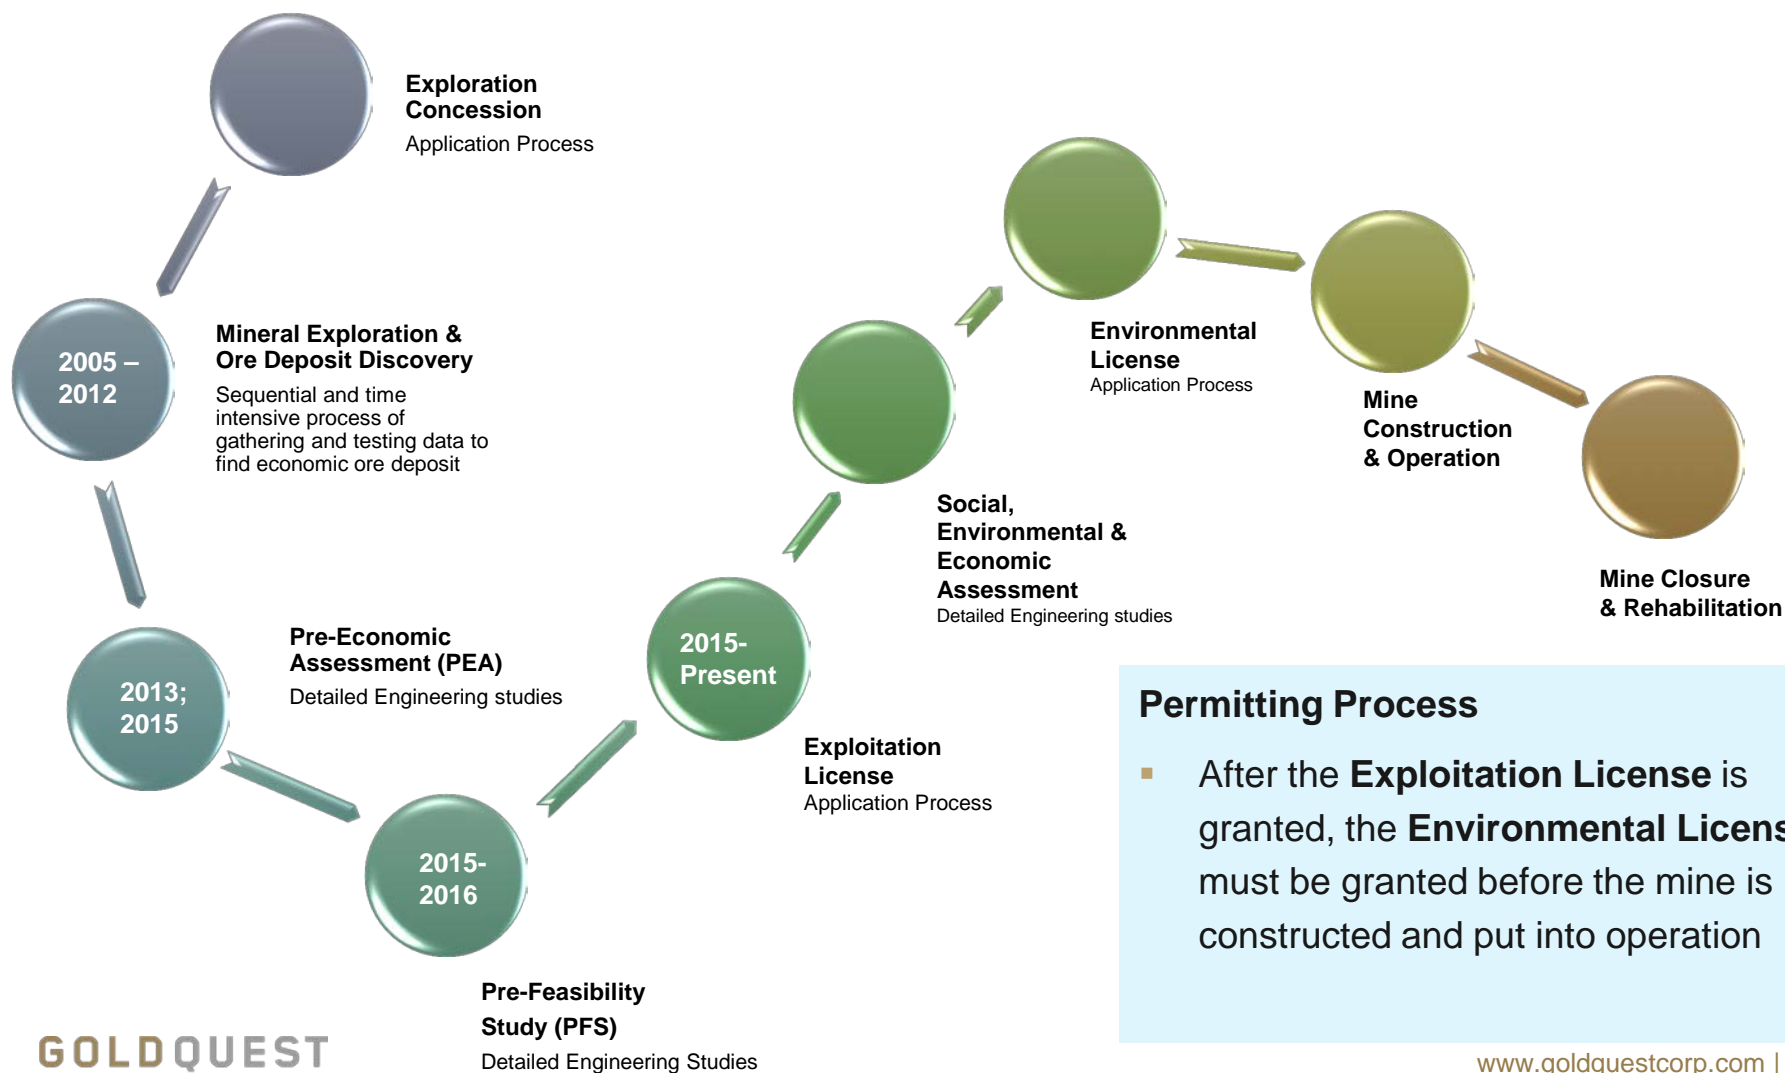 Exploration
Concession
Application Process
2005 –
2012
Mineral Exploration &
Ore Deposit Discovery
Sequential and time
intensive process of
gathering and testing data to
find economic ore deposit
2013;
2015
Pre-Economic
Assessment (PEA)
Detailed Engineering studies
2015-
2016
Pre-Feasibility
Study (PFS)
Detailed Engineering Studies
2015-
Present
Exploitation
License
Application Process
Social,
Environmental &
Economic
Assessment
Detailed Engineering studies
Environmental
License
Application Process
Mine
Construction
& Operation
Mine Closure
& Rehabilitation
Permitting Process
▪ After the Exploitation License is
granted, the Environmental
must be granted before the mine is
constructed and put into operation
GOLDQUEST
www.goldquestcorp.com |